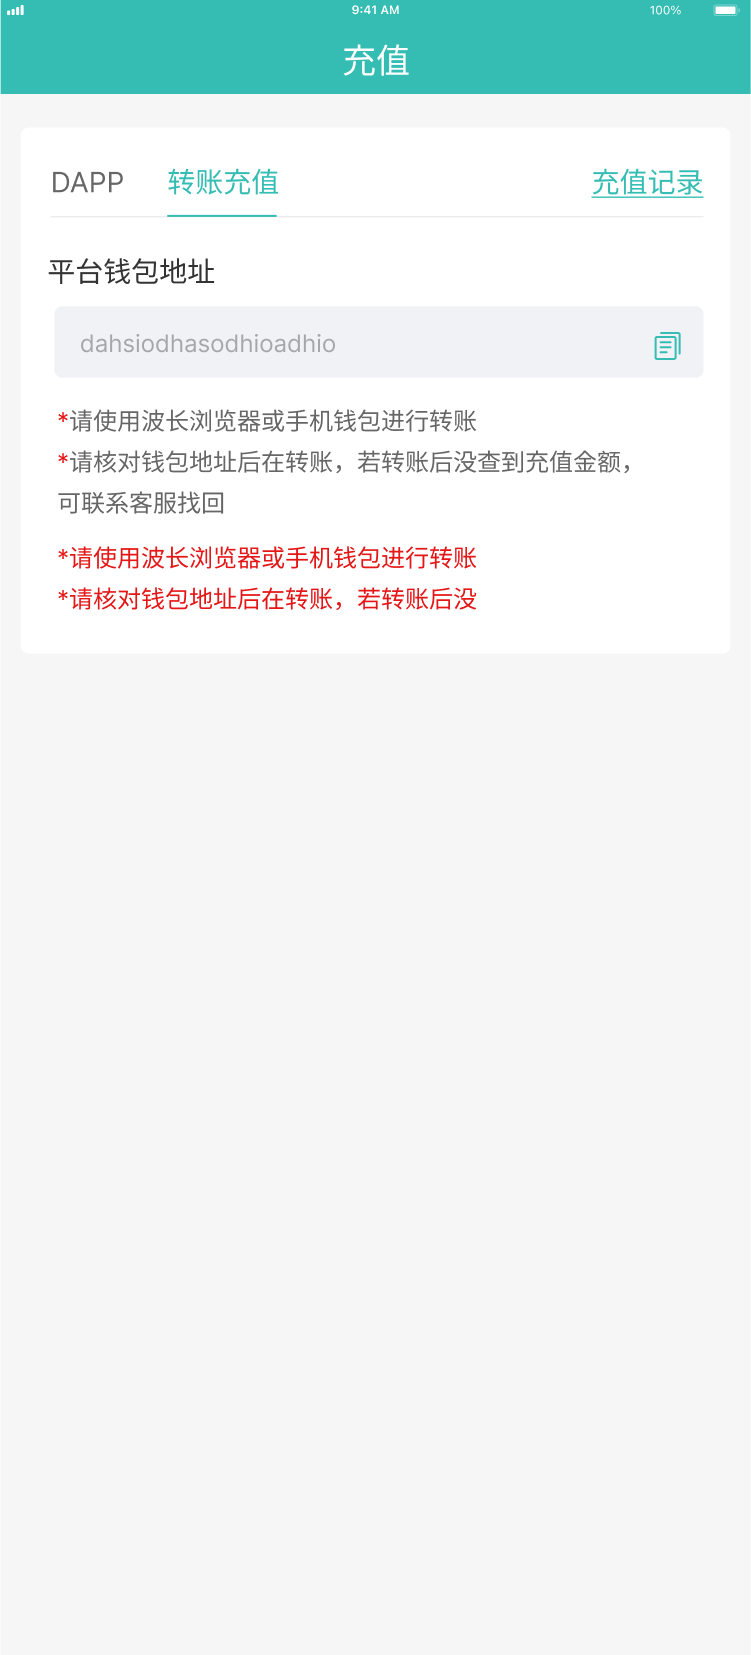 9:41 AM 100%
充值
DAPP 转账充值 充值记录
平台钱包地址
dahsiodhasodhioadhio
*请使用波长浏览器或手机钱包进行转账
*请核对钱包地址后在转账，若转账后没查到充值金额，
可联系客服找回
*请使用波长浏览器或手机钱包进行转账
*请核对钱包地址后在转账，若转账后没